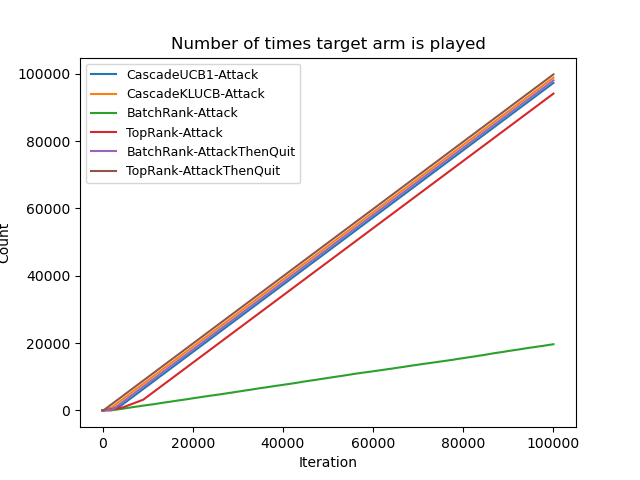 Number of times target arm is played
100000
80000
60000
40000
20000
0
Count
CascadeUCB1-Attack
CascadeKLUCB-Attack
BatchRank-Attack
TopRank-Attack
BatchRank-AttackThenQuit
TopRank-AttackThenQuit
0 20000 40000 60000 80000 100000
Iteration